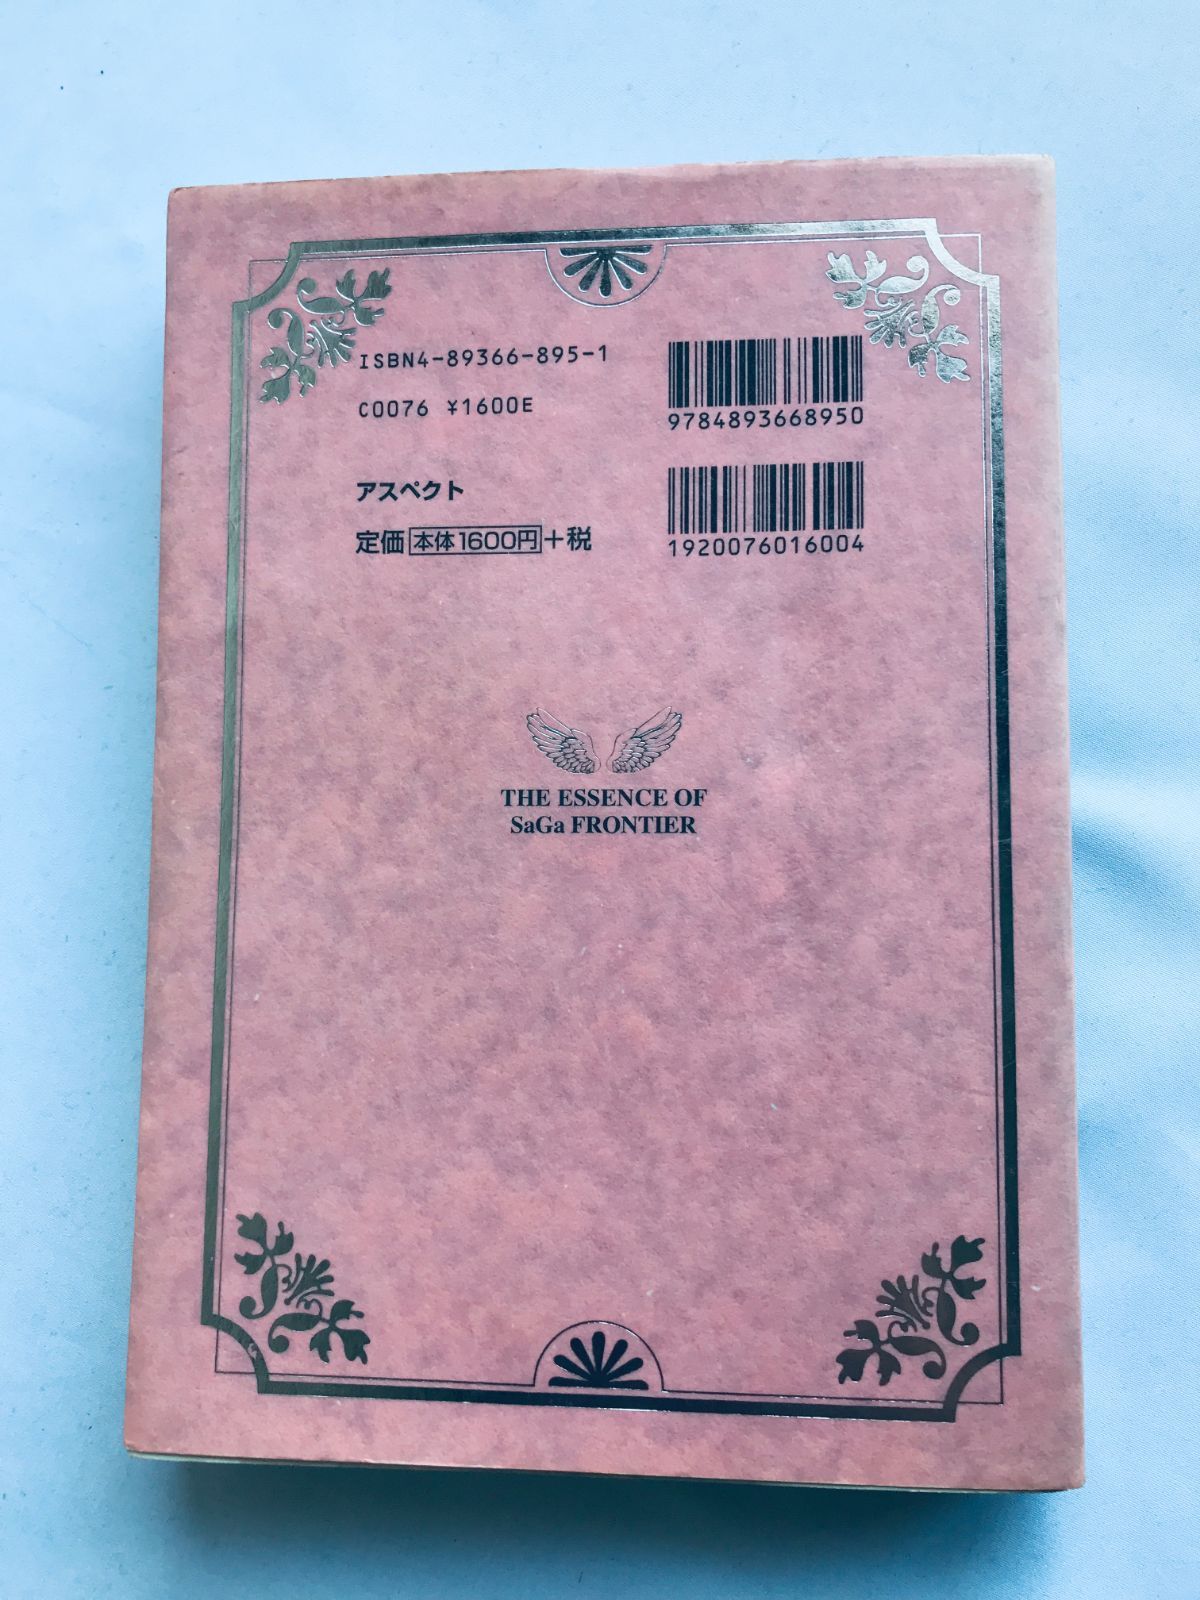 ISBN4-89366-895-1
C0076 ¥1600E
9784893668950
アスペクト
定価 本体1600円+税
1920076016004
THE ESSENCE OF
SaGa FRONTIER